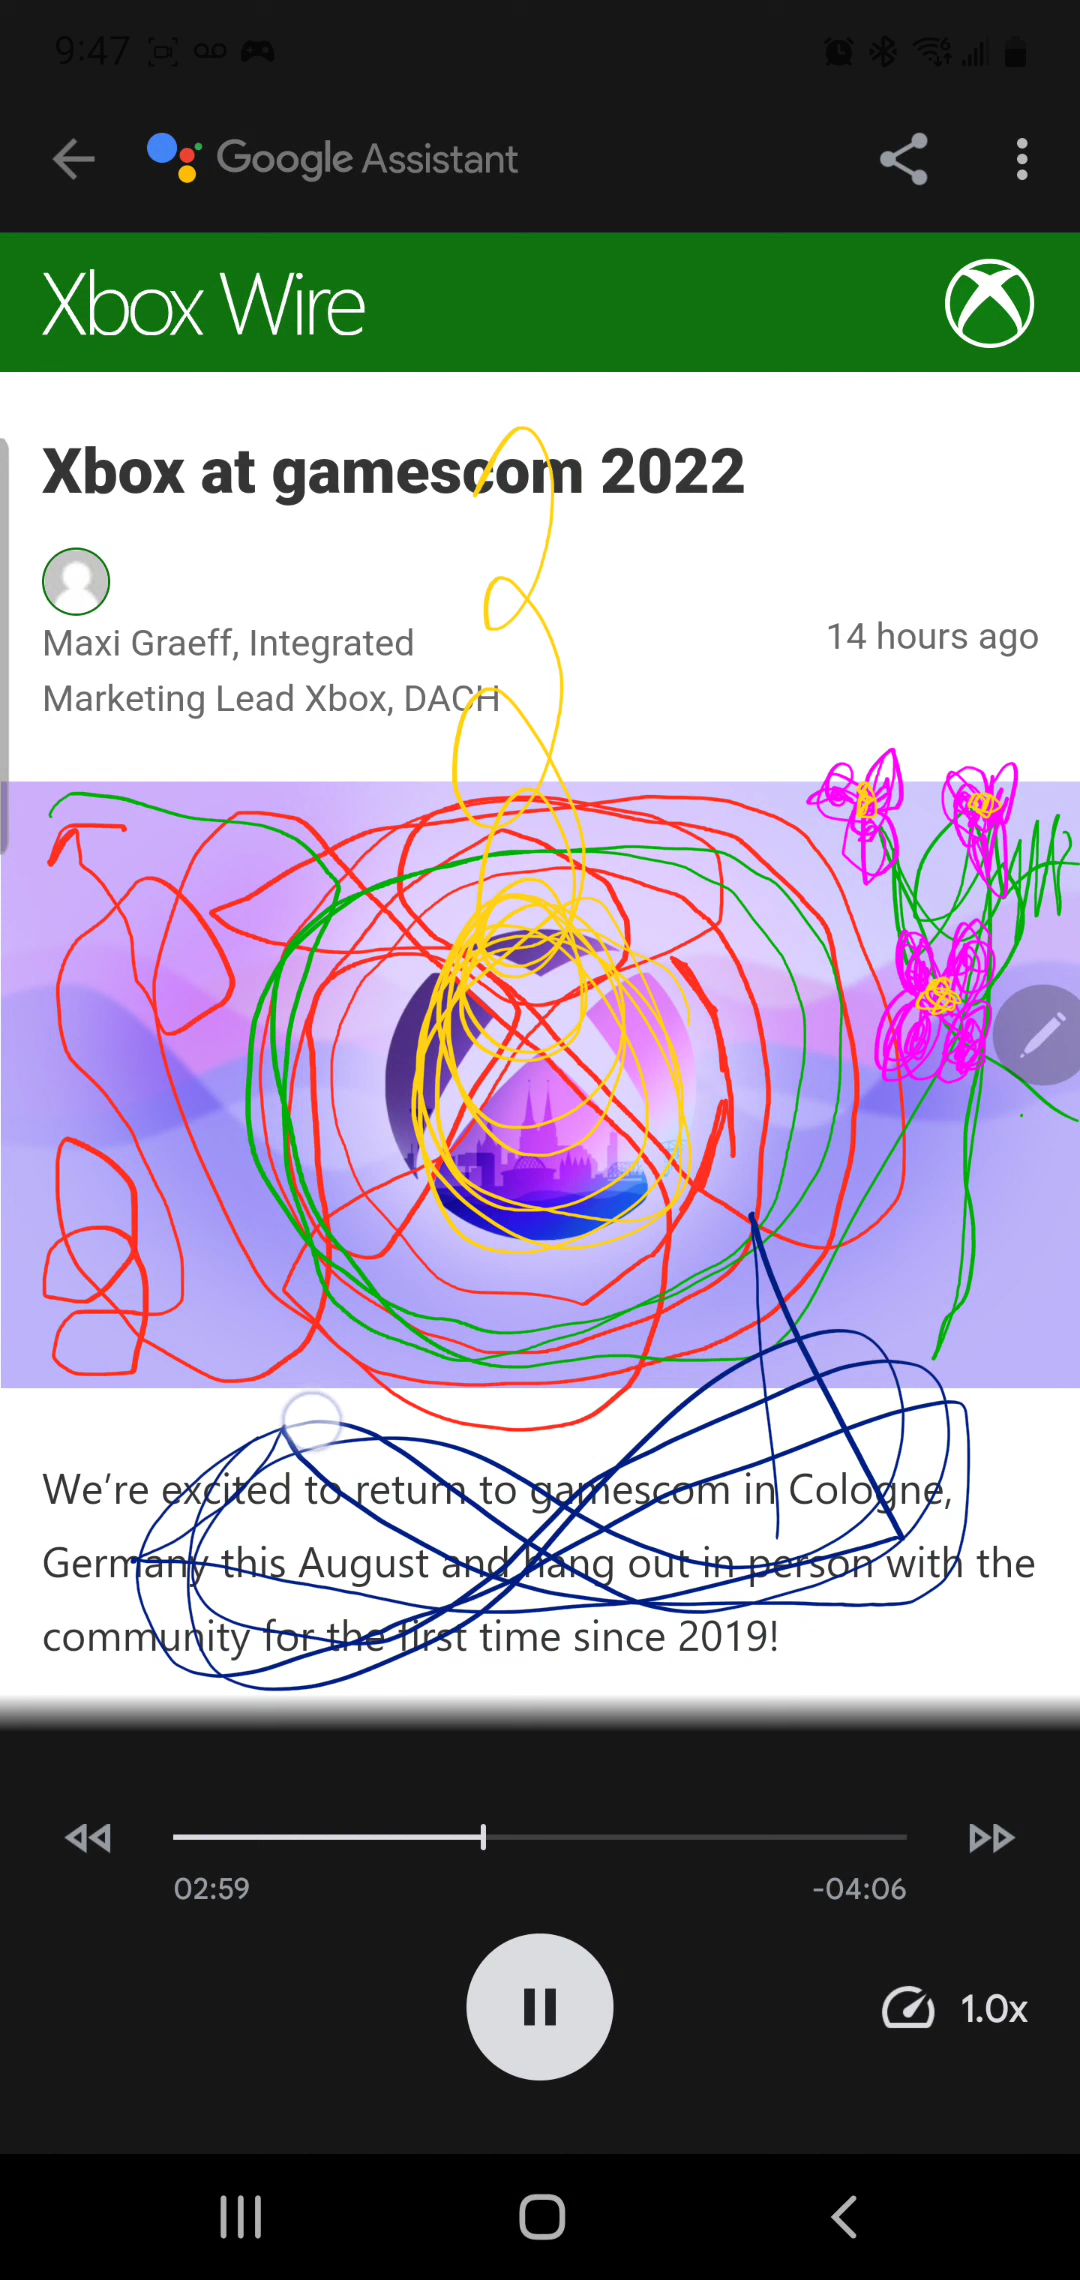 9:47
Google Assistant
Xbox Wire
Xbox at gamescom 2022
Maxi Graeff, Integrated
Marketing Lead Xbox, DACH
14 hours ago
We're excited to return to gamescom in Cologne,
Germany this August and hang out in person with the
community for the first time since 2019!
02:59
-04:06
1.0x